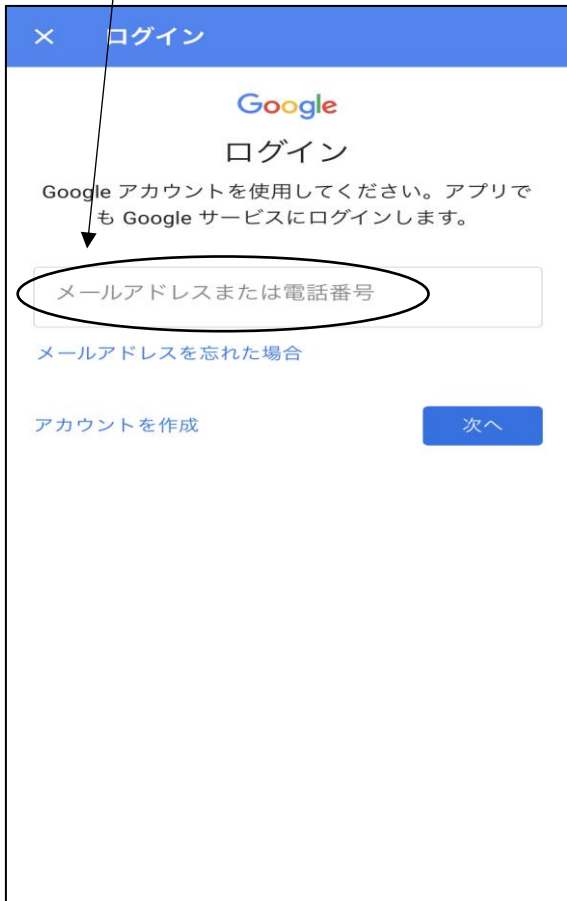 × ログイン
Google
ログイン
Google アカウントを使用してください。アプリで
も Google サービスにログインします。
メールアドレスまたは電話番号
メールアドレスを忘れた場合
アカウントを作成 次へ